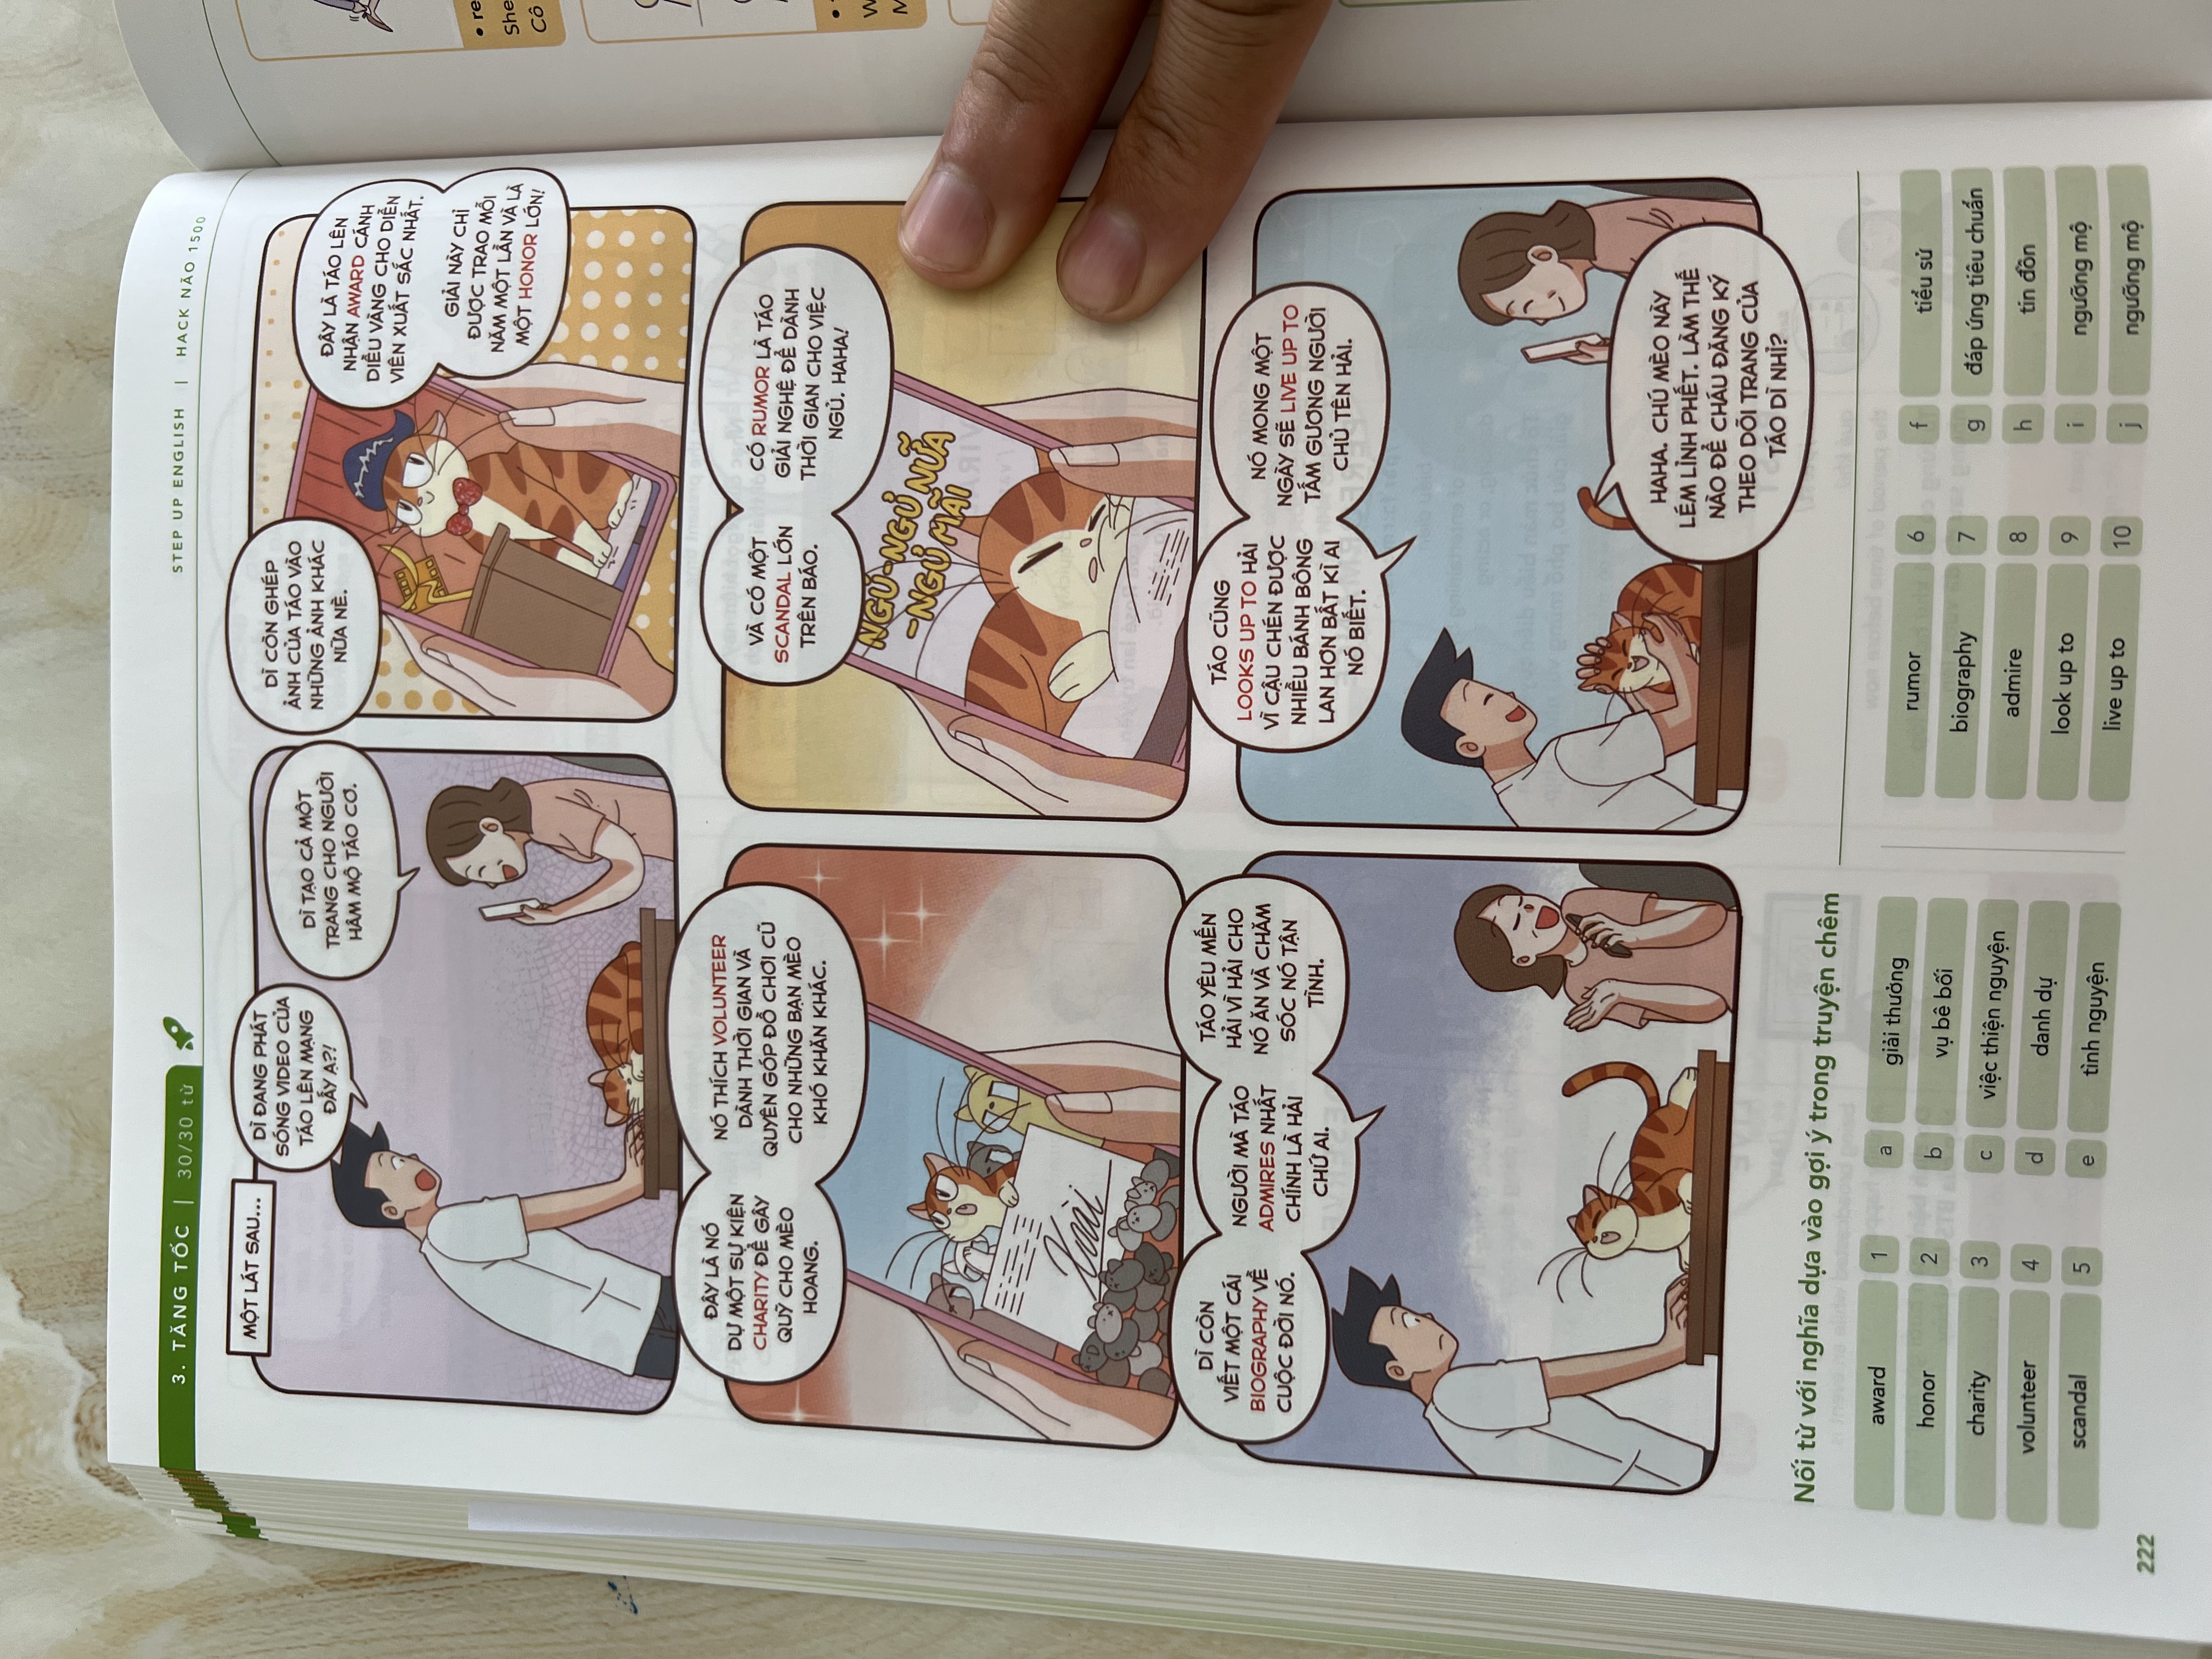 3. TĂNG TỐC | 30/30 từ
STEP UP ENGLISH | HACK NÃO 1500
MỘT LÁT SAU...
DÌ ĐANG PHÁT
SÓNG VIDEO CỦA
TÁO LÊN MẠNG
ĐẤY Ạ?!
DÌ TẠO CẢ MỘT
TRANG CHO NGƯỜI
HÂM MỘ TÁO CƠ.
DÌ CÒN GHÉP
ẢNH CỦA TÁO VÀO
NHỮNG ẢNH KHÁC
NỮA NÈ.
ĐÂY LÀ TÁO LÊN
NHẬN AWARD CÁNH
DIỀU VÀNG CHO DIỄN
VIÊN XUẤT SẮC NHẤT.
GIẢI NÀY CHỈ
ĐƯỢC TRAO MỖI
NĂM MỘT LẦN VÀ LÀ
MỘT HONOR LỚN!
ĐÂY LÀ NÓ
DỰ MỘT SỰ KIỆN
CHARITY ĐỂ GÂY
QUỸ CHO MÈO
HOANG.
NÓ THÍCH VOLUNTEER
DÀNH THỜI GIAN VÀ
QUYÊN GÓP ĐỒ CHƠI CŨ
CHO NHỮNG BẠN MÈO
KHÓ KHĂN KHÁC.
Xoài
VÀ CÓ MỘT
SCANDAL LỚN
TRÊN BÁO.
CÓ RUMOR LÀ TÁO
GIẢI NGHỆ ĐỂ DÀNH
THỜI GIAN CHO VIỆC
NGỦ. HAHA!
NGỦ-NGỦ NỮA
-NGỦ MÃI
DÌ CÒN
VIẾT MỘT CÁI
BIOGRAPHY VỀ
CUỘC ĐỜI NÓ.
NGƯỜI MÀ TÁO
ADMIRES NHẤT
CHÍNH LÀ HẢI
CHỨ AI.
TÁO YÊU MẾN
HẢI VÌ HẢI CHO
NÓ ĂN VÀ CHĂM
SÓC NÓ TẬN
TÌNH.
TÁO CŨNG
LOOKS UP TO HẢI
VÌ CẬU CHÉN ĐƯỢC
NHIỀU BÁNH BÔNG
LAN HƠN BẤT KÌ AI
NÓ BIẾT.
NÓ MONG MỘT
NGÀY SẼ LIVE UP TO
TẤM GƯƠNG NGƯỜI
CHỦ TÊN HẢI.
HAHA. CHÚ MÈO NÀY
LÉM LỈNH PHẾT. LÀM THẾ
NÀO ĐỂ CHÁU ĐĂNG KÝ
THEO DÕI TRANG CỦA
TÁO DÌ NHỈ?
Nối từ với nghĩa dựa vào gợi ý trong truyện chêm
award 1 a giải thưởng
honor 2 b vụ bê bối
charity 3 c việc thiện nguyện
volunteer 4 d danh dự
scandal 5 e tình nguyện
rumor 6 f tiểu sử
biography 7 g đáp ứng tiêu chuẩn
admire 8 h tin đồn
look up to 9 i ngưỡng mộ
live up to 10 j ngưỡng mộ
222
• re
She
Cô